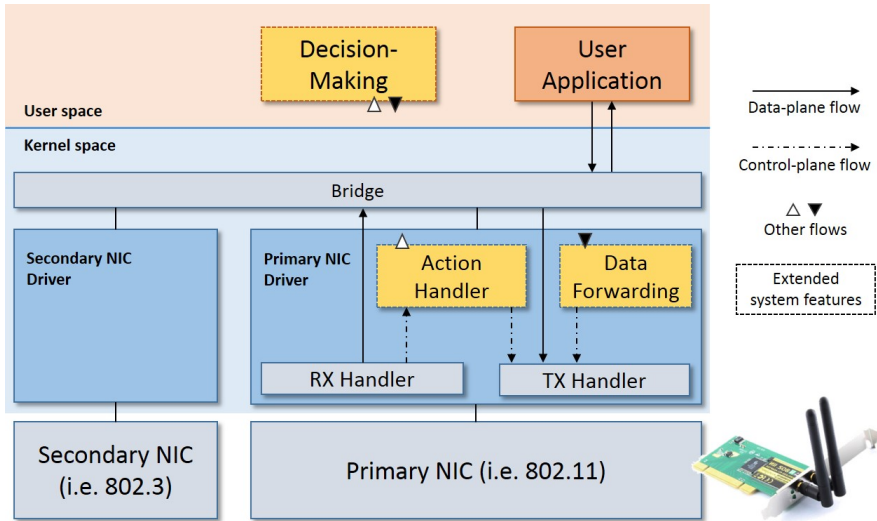 Decision-
Making
User
Application
User space
Kernel space
Bridge
Secondary NIC
Driver
Primary NIC
Driver
Action
Handler
Data
Forwarding
RX Handler
TX Handler
Secondary NIC
(i.e. 802.3)
Primary NIC (i.e. 802.11)
Data-plane flow
Control-plane flow
Other flows
Extended
system features